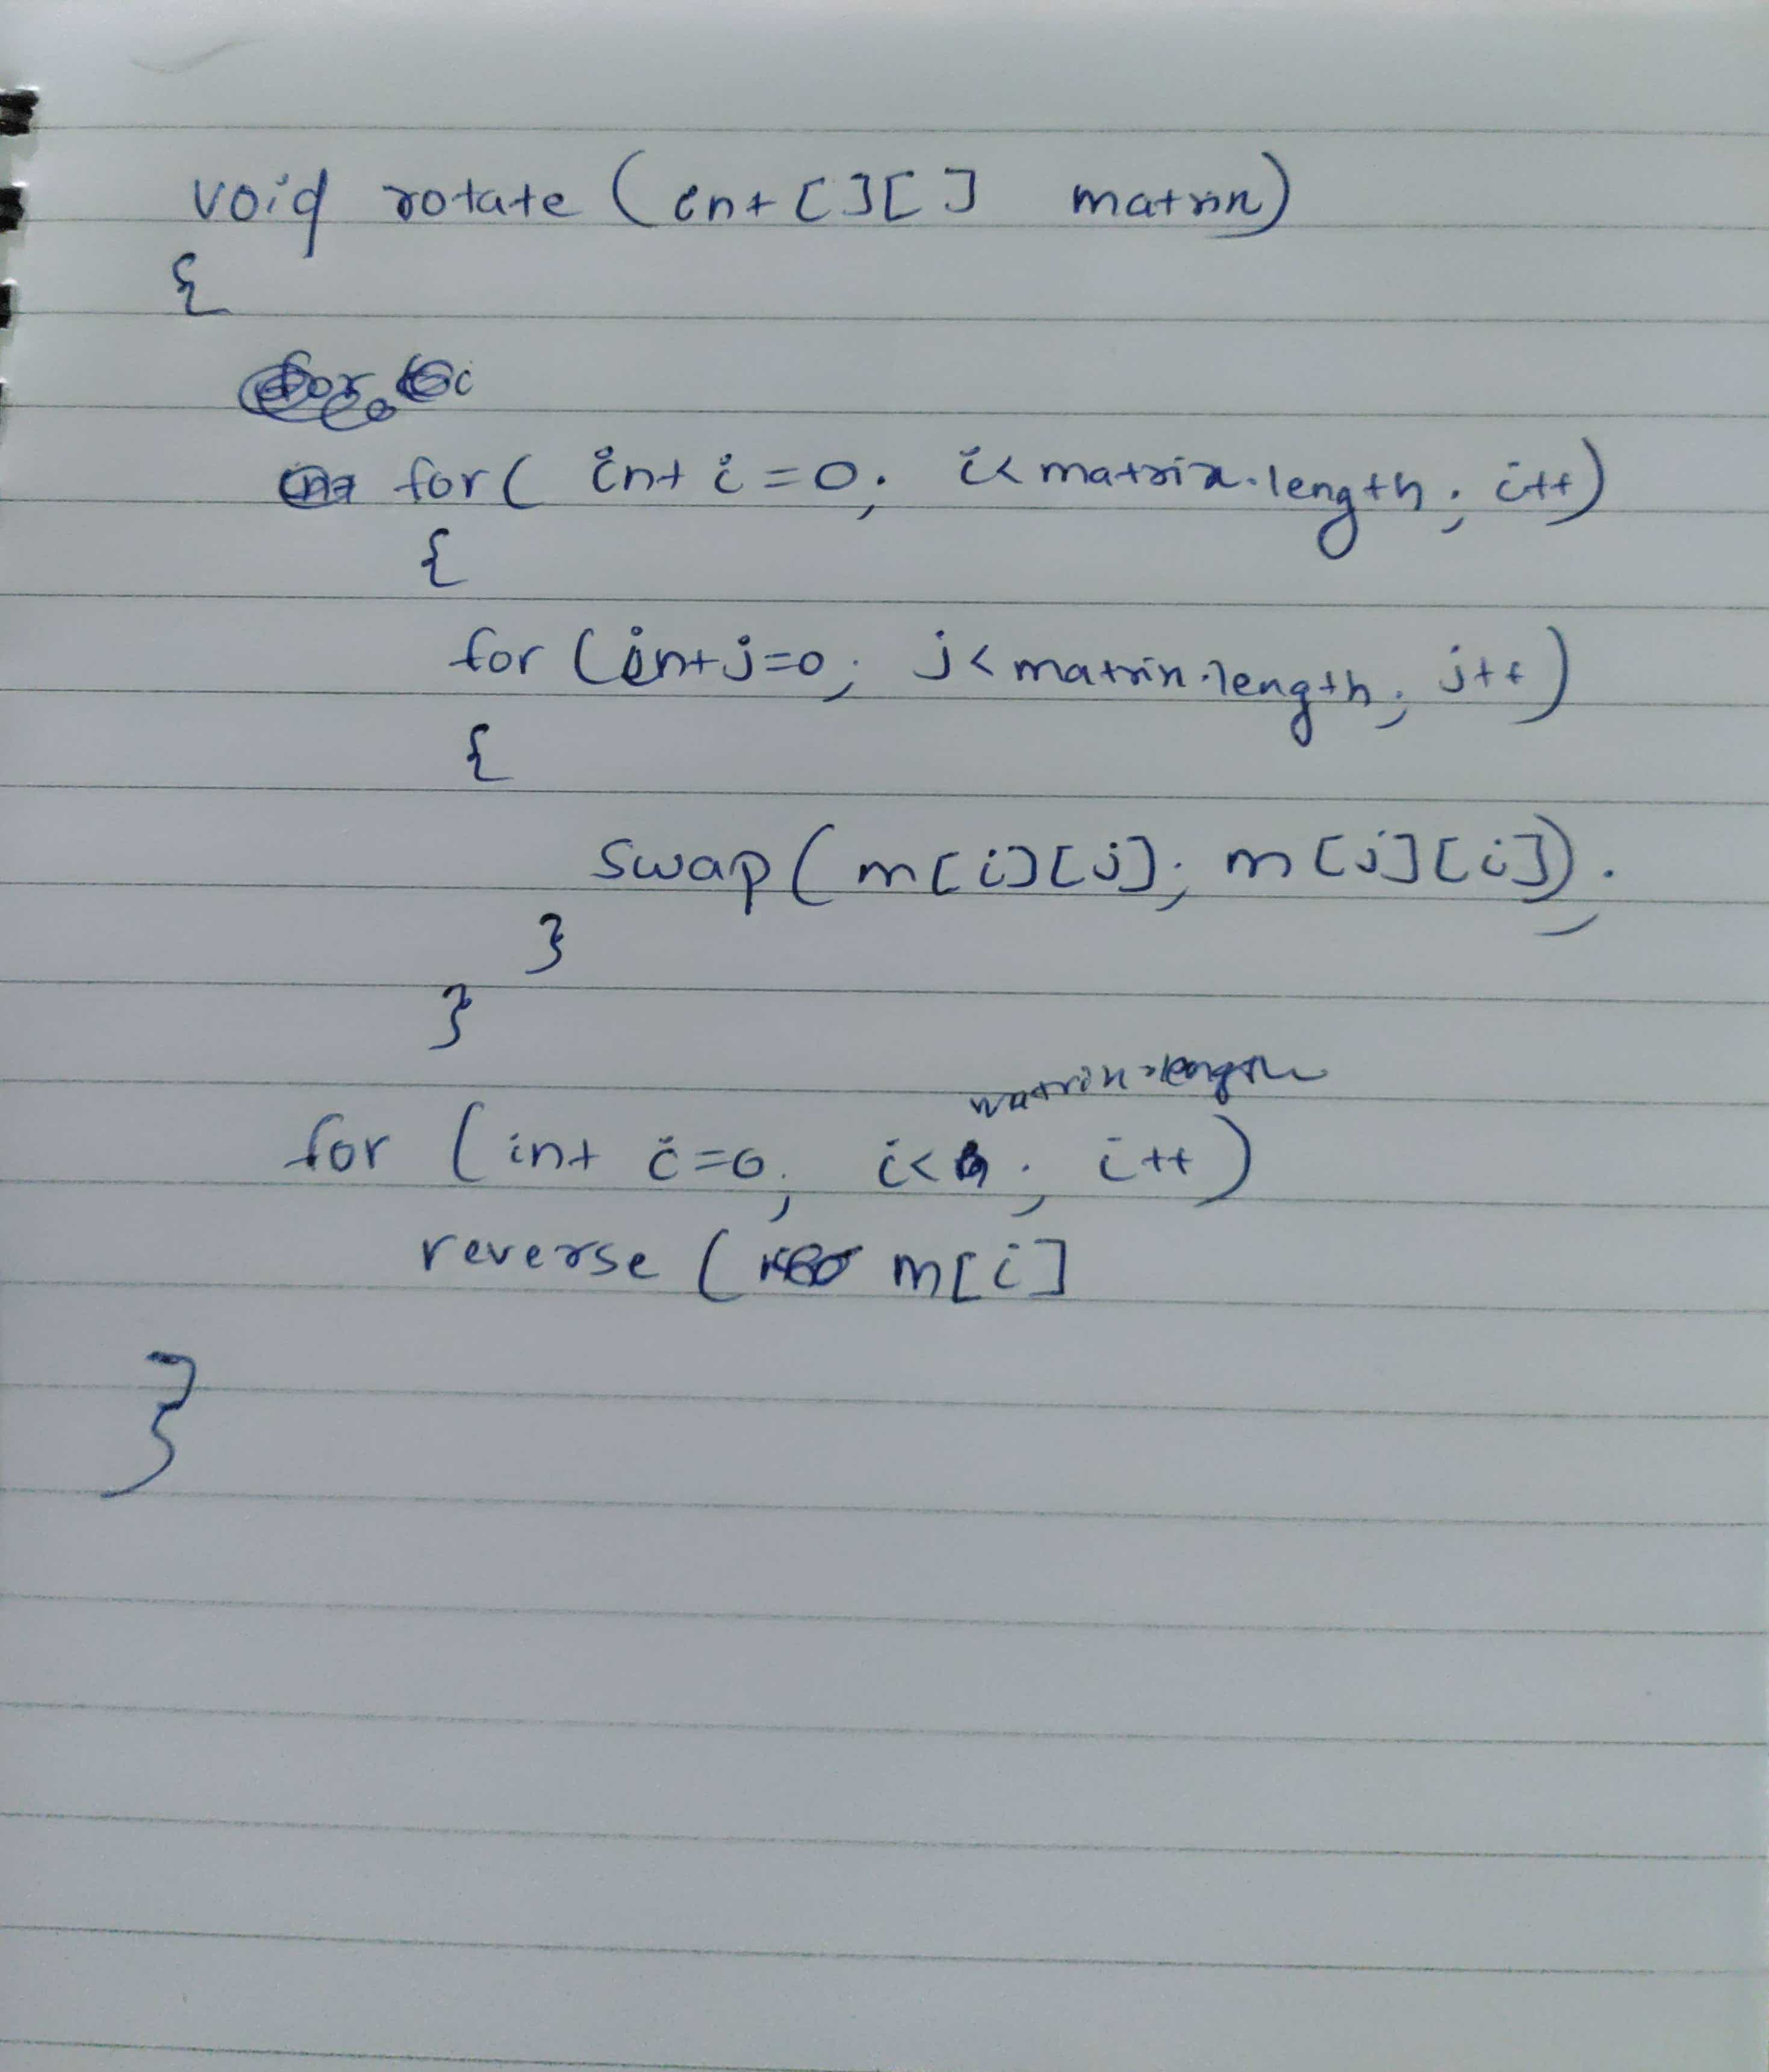 void rotate (int [][] matrix)
{
for( int i=0; i< matrix.length; i++)
{
for (int j=0; j< matrix.length; j++)
{
swap( m[i][j]; m[j][i]);
}
}
matrix.length
for (int i=0; i< ; i++)
reverse ( m[i]
}